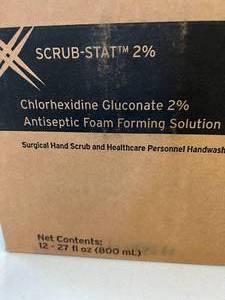 SCRUB-STAT™ 2%
Chlorhexidine Gluconate 2%
Antiseptic Foam Forming Solution
Surgical Hand Scrub and Healthcare Personnel Handwash
Net Contents:
12 - 27 fl oz (800 mL)